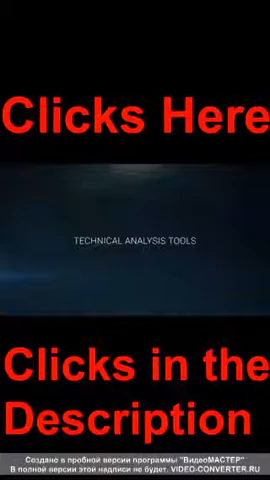 Clicks Here
TECHNICAL ANALYSIS TOOLS
Clicks in the
Description
Создано в пробной версии программы "ВидеоМАСТЕР"
В полной версии этой надписи не будет. VIDEO-CONVERTER.RU